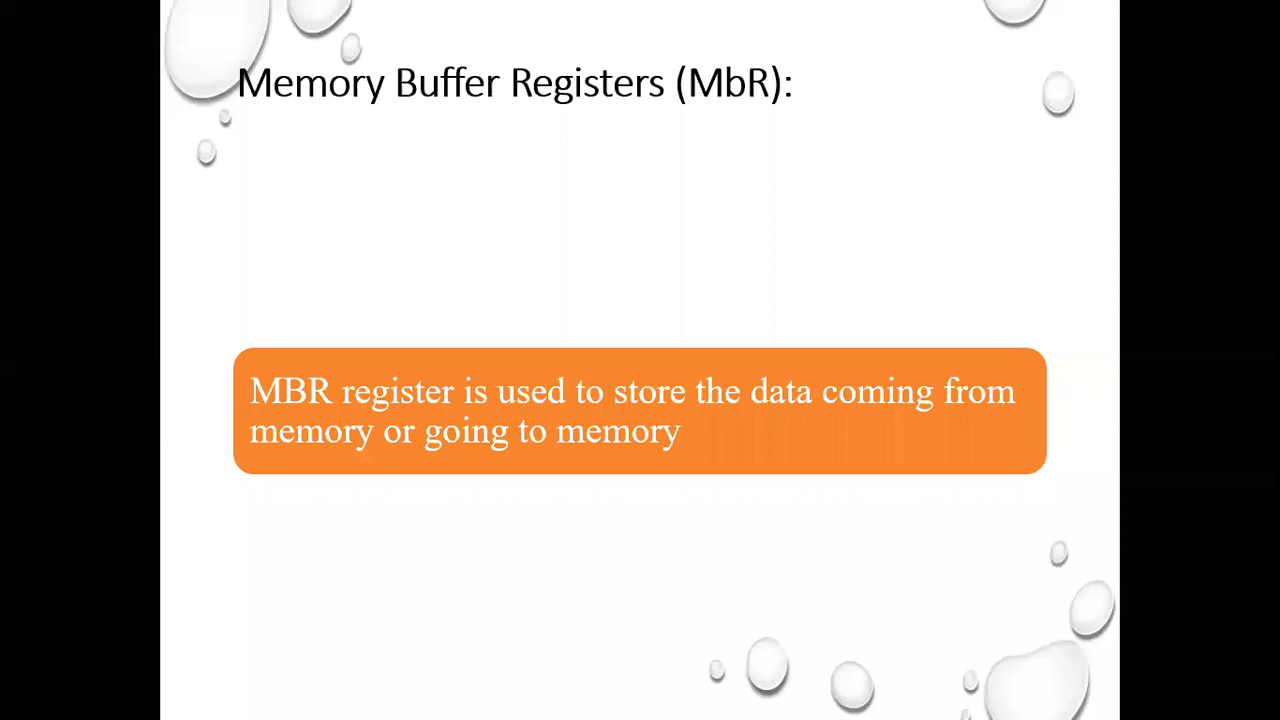 Memory Buffer Registers (MbR):
MBR register is used to store the data coming from
memory or going to memory